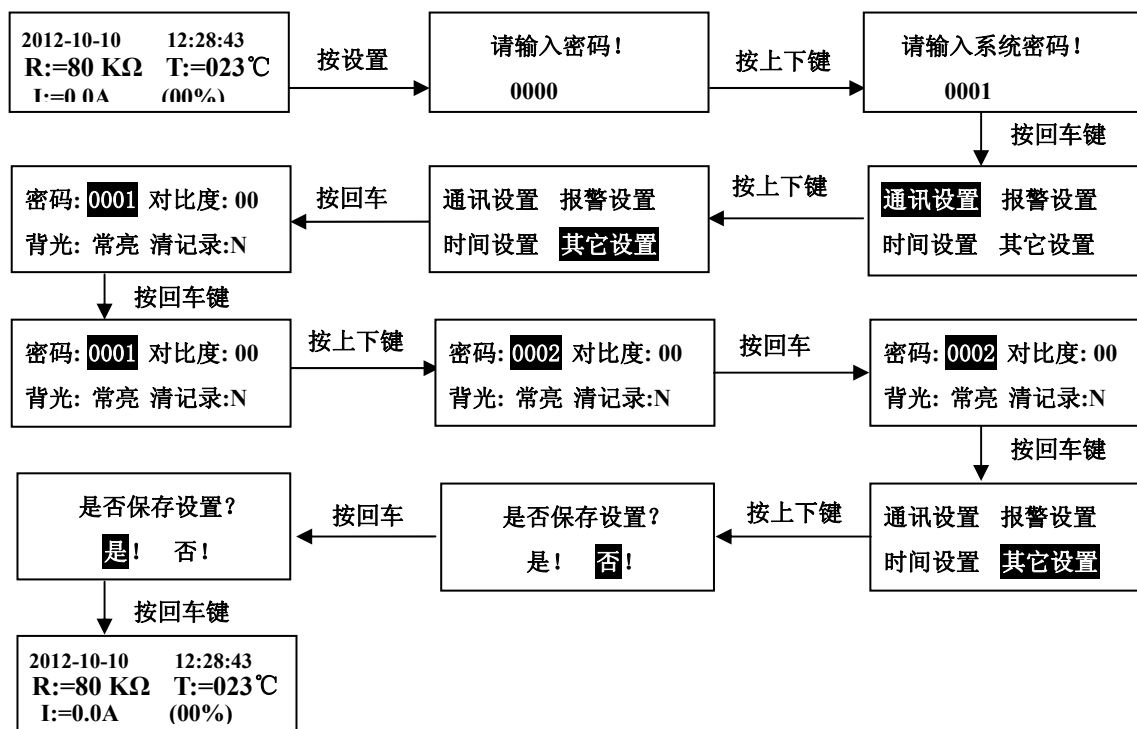 2012-10-10 12:28:43
R:=80 KΩ T:=023℃
I:=0.0A (00%)
按设置
请输入密码！
0000
按上下键
请输入系统密码！
0001
按回车键
通讯设置 报警设置
时间设置 其它设置
按上下键
通讯设置 报警设置
时间设置 其它设置
按回车
密码: 0001 对比度: 00
背光: 常亮 清记录:N
按回车键
密码: 0001 对比度: 00
背光: 常亮 清记录:N
按上下键
密码: 0002 对比度: 00
背光: 常亮 清记录:N
按回车
密码: 0002 对比度: 00
背光: 常亮 清记录:N
按回车键
通讯设置 报警设置
时间设置 其它设置
按上下键
是否保存设置？
是！ 否！
按回车
是否保存设置？
是！ 否！
按回车键
2012-10-10 12:28:43
R:=80 KΩ T:=023℃
I:=0.0A (00%)